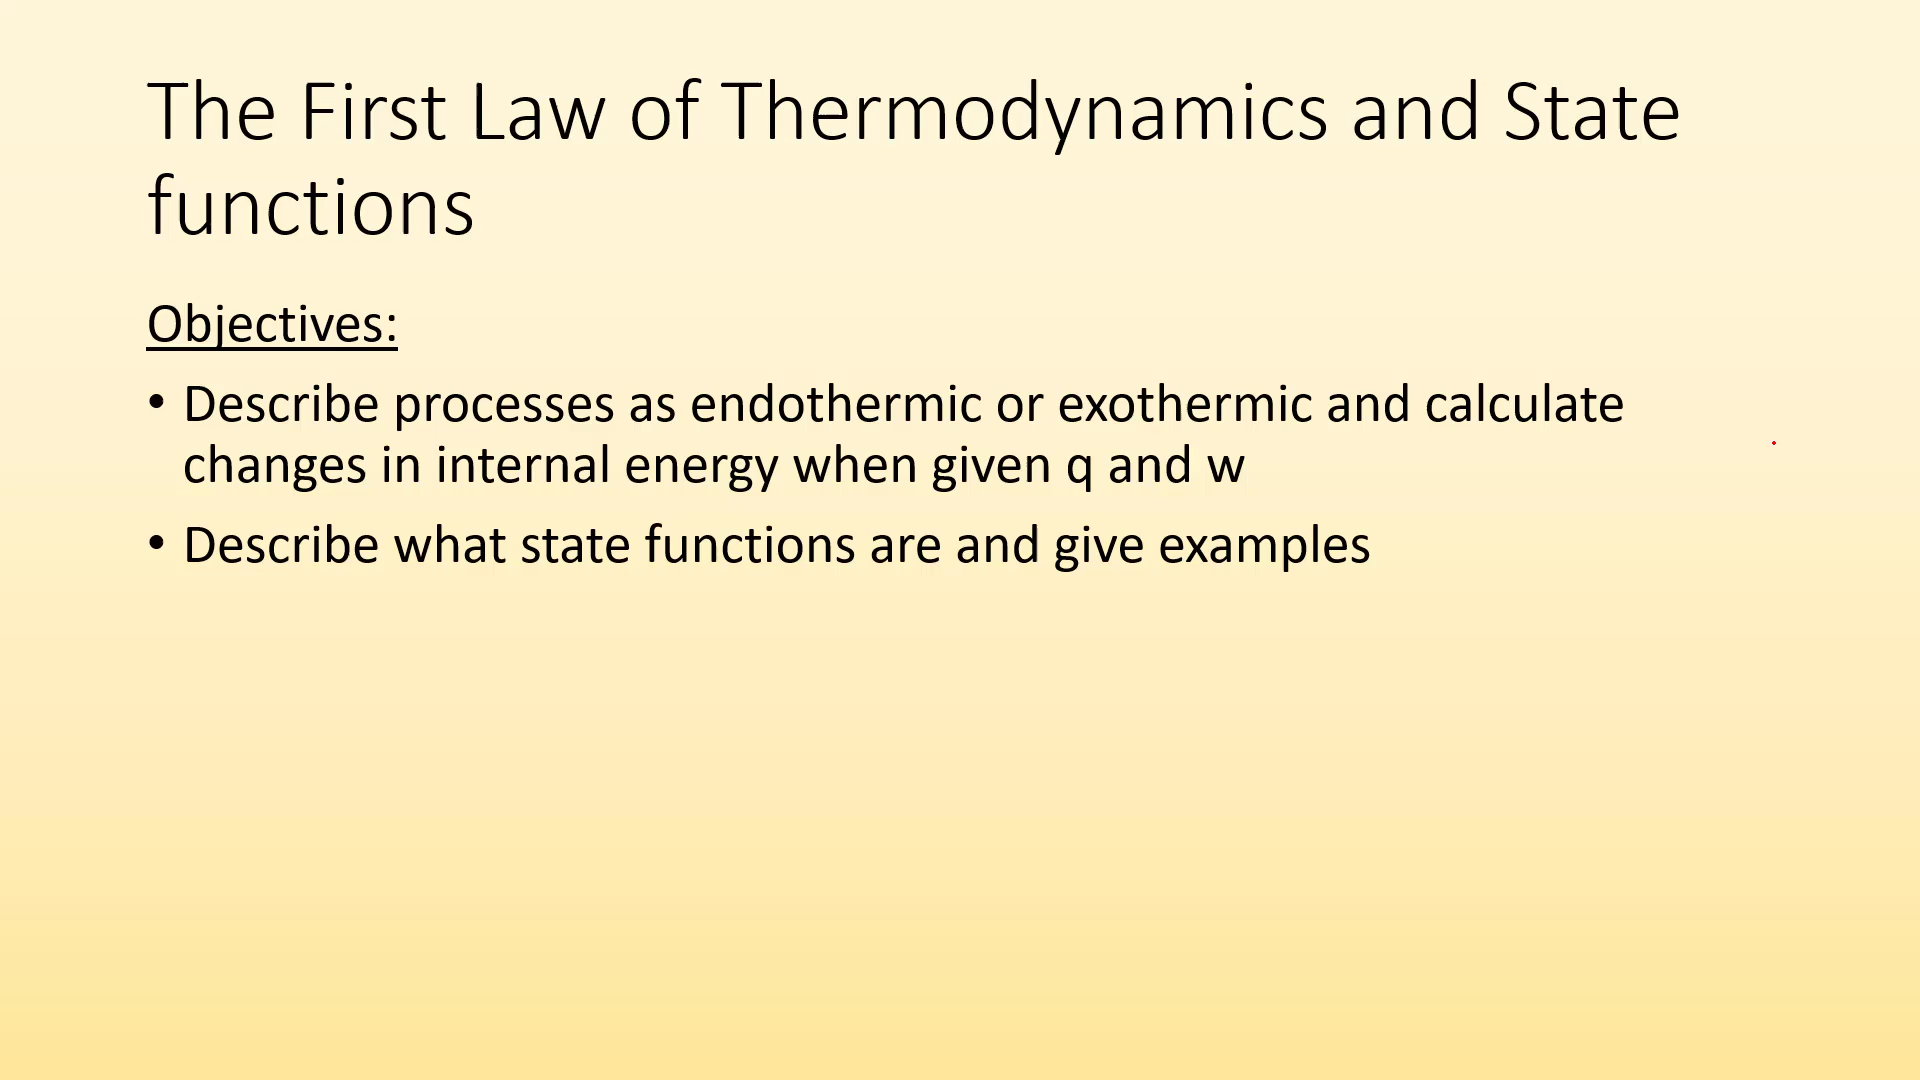 The First Law of Thermodynamics and State
functions
Objectives:
• Describe processes as endothermic or exothermic and calculate
changes in internal energy when given q and w
• Describe what state functions are and give examples